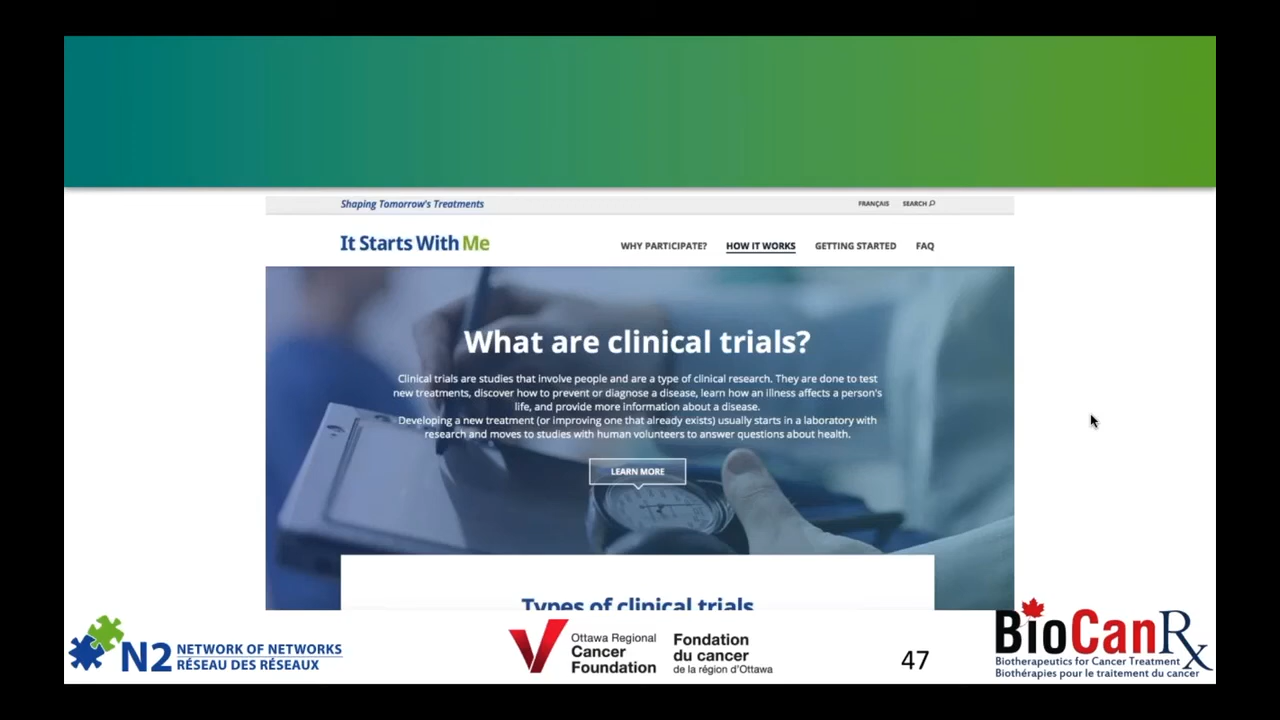 Shaping Tomorrow's Treatments
FRANÇAIS
SEARCH
It Starts With Me
WHY PARTICIPATE?
HOW IT WORKS
GETTING STARTED
FAQ
What are clinical trials?
Clinical trials are studies that involve people and are a type of clinical research. They are done to test
new treatments, discover how to prevent or diagnose a disease, learn how an illness affects a person's
life, and provide more information about a disease.
Developing a new treatment (or improving one that already exists) usually starts in a laboratory with
research and moves to studies with human volunteers to answer questions about health.
LEARN MORE
Types of clinical trials
N2 NETWORK OF NETWORKS
RÉSEAU DES RÉSEAUX
Ottawa Regional
Cancer
Foundation
Fondation
du cancer
de la région d'Ottawa
47
BioCanRx
Biotherapeutics for Cancer Treatment
Biothérapies pour le traitement du cancer